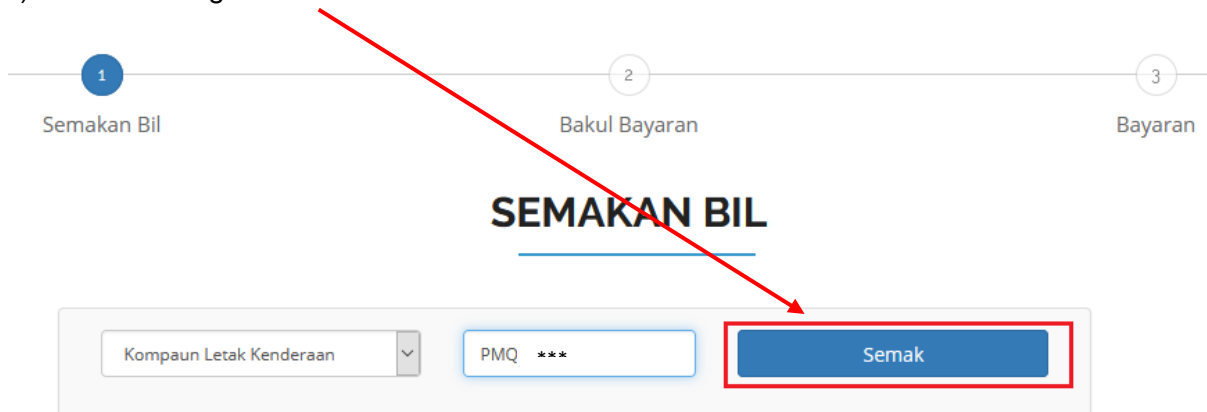 1 2 3
Semakan Bil Bakul Bayaran Bayaran
SEMAKAN BIL
Kompaun Letak Kenderaan PMQ *** Semak